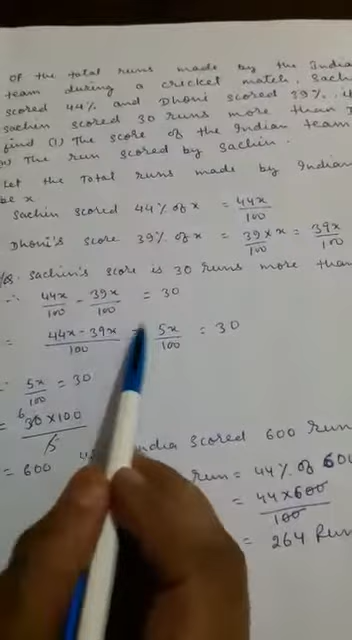 Of the total runs made by the India
team during a cricket match, Sach
scored 44% and Dhoni scored 39%. 
Sachin scored 30 runs more than
find (i) The score of the Indian team
(ii) The run scored by Sachin.
Let the Total runs made by Indian
be x
Sachin scored 44% of x = 44x/100
Dhoni's score 39% of x = 39/100 × x = 39x/100
Sachin's score is 30 runs more than
∴ 44x/100 - 39x/100 = 30
= 44x-39x/100 = 5x/100 = 30
∴ 5x/100 = 30
= 6 30×100/5
= 600 India scored 600 run
run = 44% of 600
= 44×600/100
= 264 Run